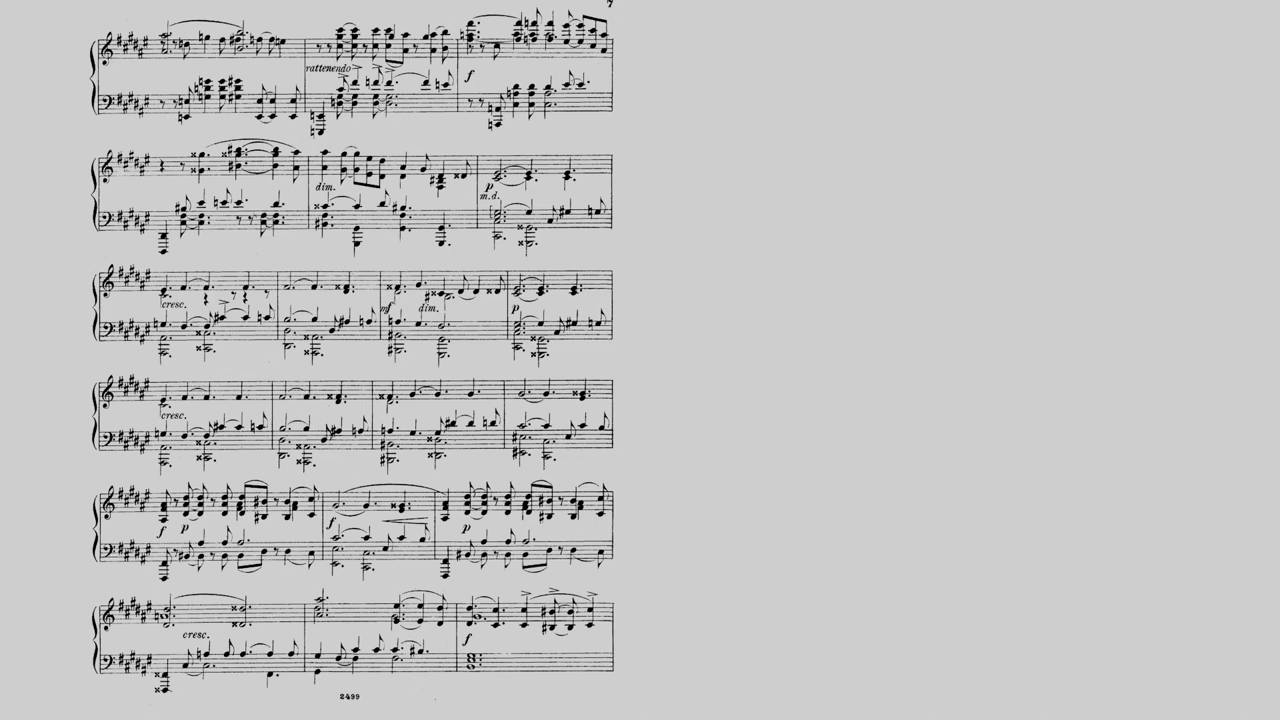 7
rattenendo
f
dim.
p
m.d.
cresc.
mf
dim.
p
cresc.
f
p
f
p
cresc.
f
2499